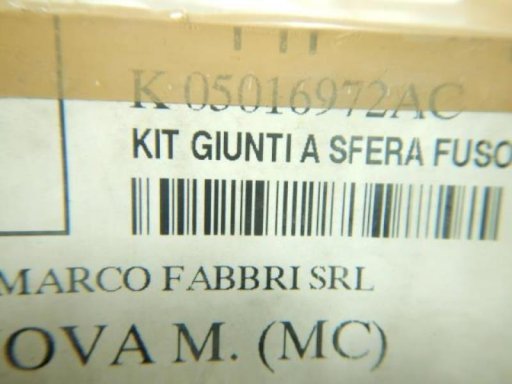 K 05016972AC
KIT GIUNTI A SFERA FUSO
MARCO FABBRI SRL
OVA M. (MC)